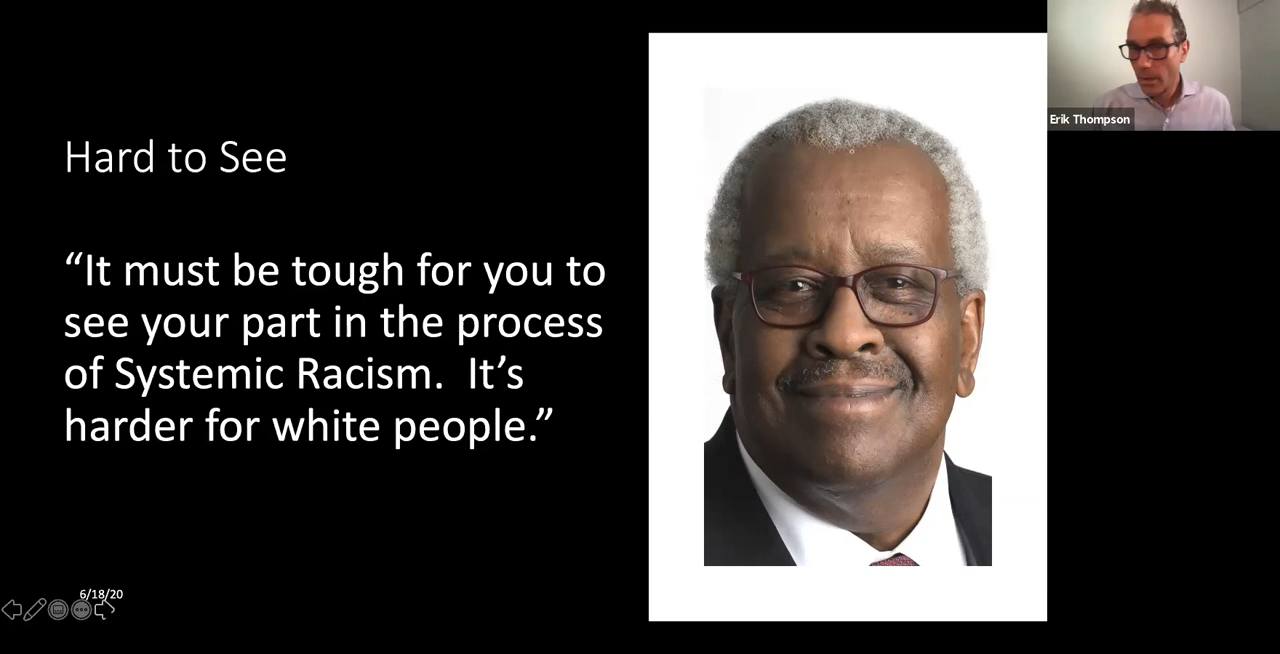 Erik Thompson
Hard to See
“It must be tough for you to
see your part in the process
of Systemic Racism.  It’s
harder for white people.”
6/18/20